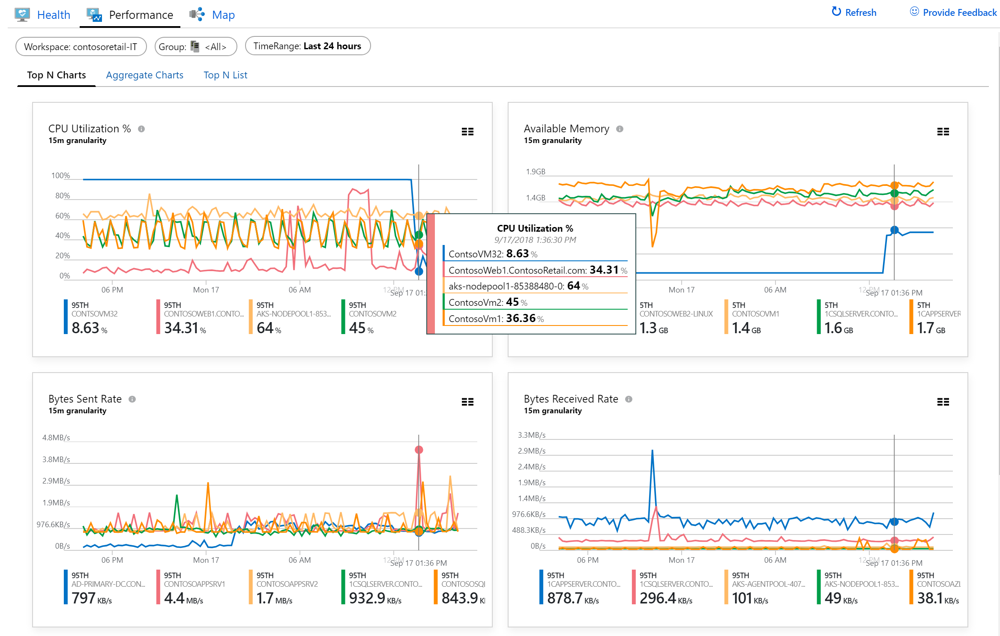 Health Performance Map Refresh Provide Feedback
Workspace: contosoretail-IT Group: <All> TimeRange: Last 24 hours
Top N Charts Aggregate Charts Top N List
CPU Utilization %
15m granularity
100%
80%
60%
40%
20%
0%
06 PM Mon 17 06 AM 12 PM Sep 17 01:
95TH
CONTSOVM32
8.63 %
95TH
CONTOSOWEB1.CONTO...
34.31 %
95TH
AKS-NODEPOOL1-853...
64 %
95TH
CONTOSOVM2
45 %
CPU Utilization %
9/17/2018 1:36:30 PM
ContsoVM32: 8.63 %
ContosoWeb1.ContosoRetail.com: 34.31 %
aks-nodepool1-85388480-0: 64 %
ContosoVm2: 45 %
ContosoVm1: 36.36 %
Available Memory
15m granularity
1.9GB
1.4GB
Mon 17 06 AM 12 PM Sep 17 01:36 PM
5TH
CONTOSOWEB2-LINUX
1.3 GB
5TH
CONTOSOVM1
1.4 GB
5TH
1CSQLSERVER.CONTO...
1.6 GB
5TH
1CAPPSERVER
1.7 GB
Bytes Sent Rate
15m granularity
4.8MB/s
3.8MB/s
2.9MB/s
1.9MB/s
976.6KB/s
0B/s
06 PM Mon 17 06 AM 12 PM Sep 17 01:36 PM
95TH
AD-PRIMARY-DC.CON...
797 KB/s
95TH
CONTOSOAPPSRV1
4.4 MB/s
95TH
CONTOSOAPPSRV2
1.7 MB/s
95TH
1CSQLSERVER.CONTO...
932.9 KB/s
95TH
CONTOSOSQL
843.9 K
Bytes Received Rate
15m granularity
3.3MB/s
2.9MB/s
2.4MB/s
1.9MB/s
1.4MB/s
976.6KB/s
488.3KB/s
0B/s
06 PM Mon 17 06 AM 12 PM Sep 17 01:36 PM
95TH
1CAPPSERVER.CONTO...
878.7 KB/s
95TH
1CSQLSERVER.CONTO...
296.4 KB/s
95TH
AKS-AGENTPOOL-407...
101 KB/s
95TH
AKS-NODEPOOL1-853...
49 KB/s
95TH
CONTOSOAZL
38.1 KB/s